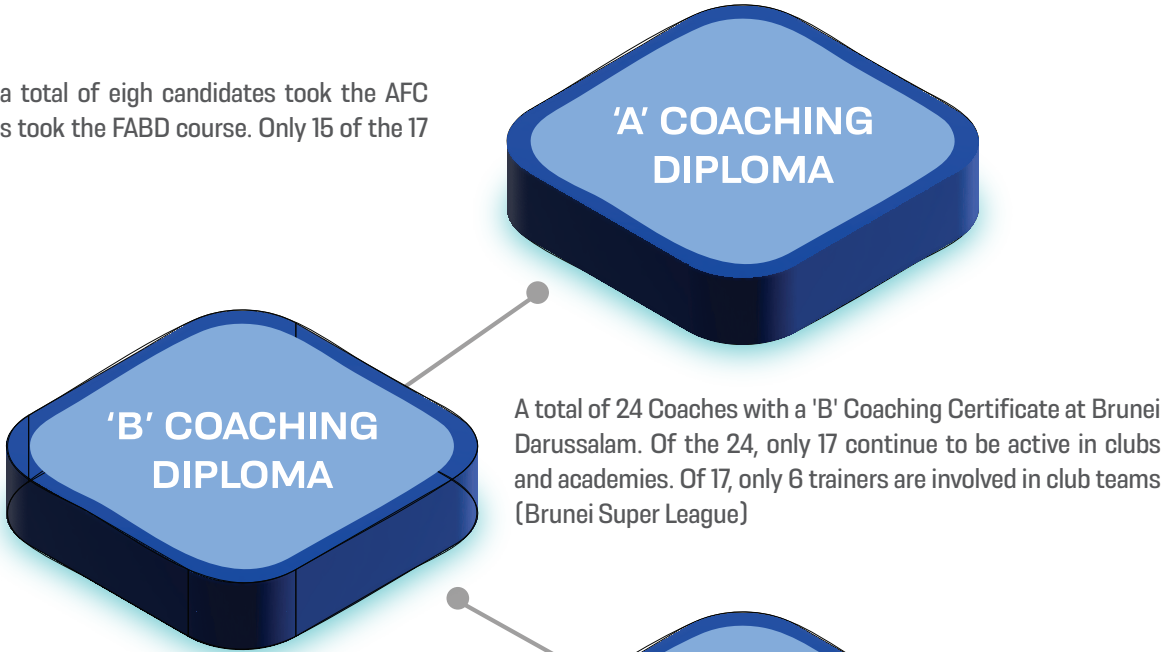 a total of eigh candidates took the AFC
s took the FABD course. Only 15 of the 17
'A' COACHING
DIPLOMA
'B' COACHING
DIPLOMA
A total of 24 Coaches with a 'B' Coaching Certificate at Brunei
Darussalam. Of the 24, only 17 continue to be active in clubs
and academies. Of 17, only 6 trainers are involved in club teams
(Brunei Super League)